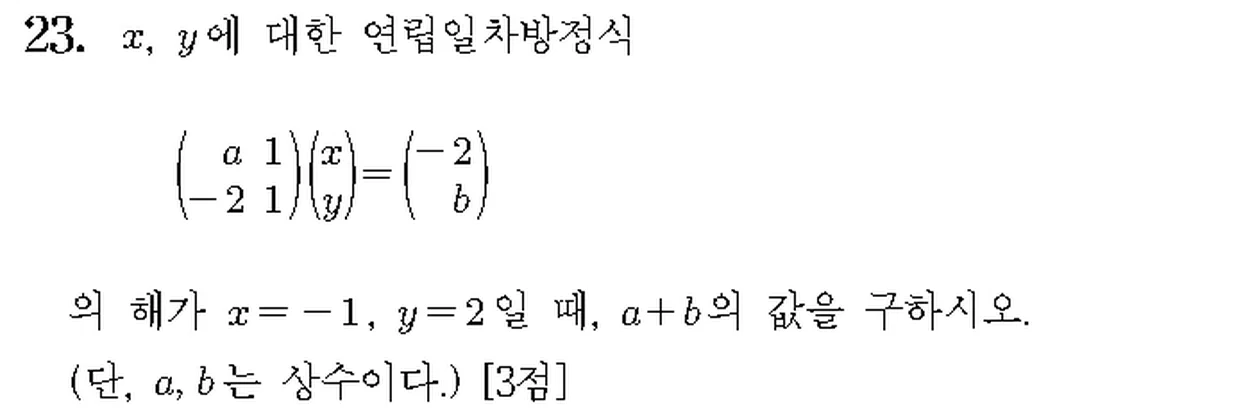 23. x, y에 대한 연립일차방정식
( a 1 ) ( x ) = ( −2 )
( −2 1 ) ( y ) ( b )
의 해가 x=−1, y=2일 때, a+b의 값을 구하시오.
(단, a, b는 상수이다.) [3점]